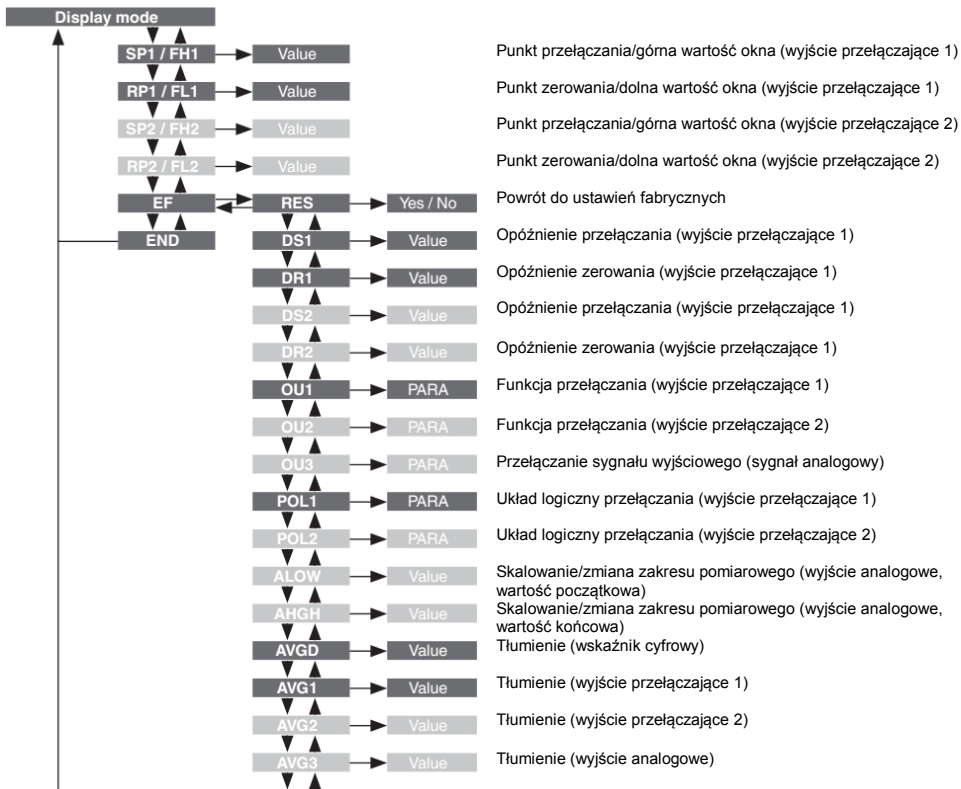 Display mode
SP1 / FH1 Value Punkt przełączania/górna wartość okna (wyjście przełączające 1)
RP1 / FL1 Value Punkt zerowania/dolna wartość okna (wyjście przełączające 1)
SP2 / FH2 Value Punkt przełączania/górna wartość okna (wyjście przełączające 2)
RP2 / FL2 Value Punkt zerowania/dolna wartość okna (wyjście przełączające 2)
EF RES Yes / No Powrót do ustawień fabrycznych
END DS1 Value Opóźnienie przełączania (wyjście przełączające 1)
DR1 Value Opóźnienie zerowania (wyjście przełączające 1)
DS2 Value Opóźnienie przełączania (wyjście przełączające 1)
DR2 Value Opóźnienie zerowania (wyjście przełączające 1)
OU1 PARA Funkcja przełączania (wyjście przełączające 1)
OU2 PARA Funkcja przełączania (wyjście przełączające 2)
OU3 PARA Przełączanie sygnału wyjściowego (sygnał analogowy)
POL1 PARA Układ logiczny przełączania (wyjście przełączające 1)
POL2 PARA Układ logiczny przełączania (wyjście przełączające 2)
ALOW Value Skalowanie/zmiana zakresu pomiarowego (wyjście analogowe,
wartość początkowa)
AHGH Value Skalowanie/zmiana zakresu pomiarowego (wyjście analogowe,
wartość końcowa)
AVGD Value Tłumienie (wskaźnik cyfrowy)
AVG1 Value Tłumienie (wyjście przełączające 1)
AVG2 Value Tłumienie (wyjście przełączające 2)
AVG3 Value Tłumienie (wyjście analogowe)